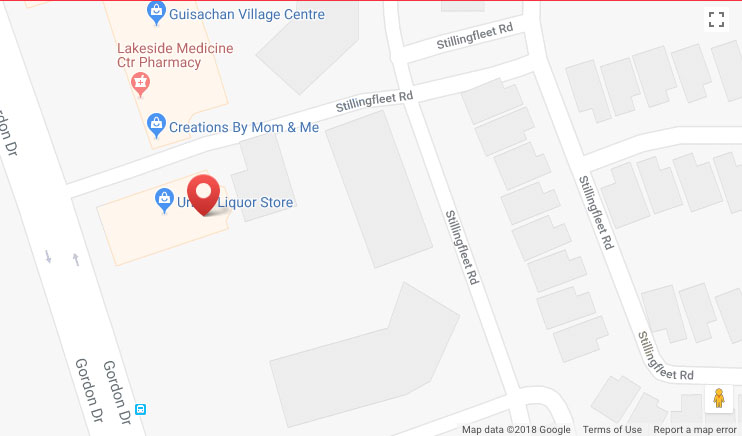 Guisachan Village Centre
Stillingfleet Rd
Lakeside Medicine
Ctr Pharmacy
Stillingfleet Rd
Creations By Mom & Me
Gordon Dr
Stillingfleet Rd
Liquor Store
Stillingfleet Rd
Stillingfleet Rd
Stillingfleet Rd
Gordon Dr
Gordon Dr
Map data ©2018 Google
Terms of Use
Report a map error